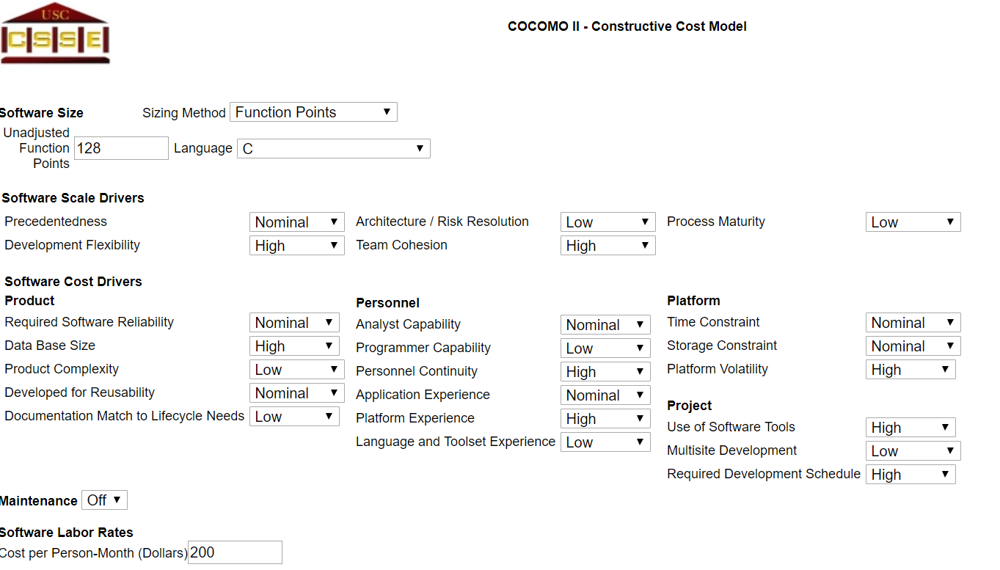 USC
C|S|S|E
COCOMO II - Constructive Cost Model
Software Size Sizing Method Function Points
Unadjusted Function Points 128 Language C
Software Scale Drivers
Precedentedness Nominal Architecture / Risk Resolution Low Process Maturity Low
Development Flexibility High Team Cohesion High
Software Cost Drivers
Product
Required Software Reliability Nominal
Data Base Size High
Product Complexity Low
Developed for Reusability Nominal
Documentation Match to Lifecycle Needs Low
Personnel
Analyst Capability Nominal
Programmer Capability Low
Personnel Continuity High
Application Experience Nominal
Platform Experience High
Language and Toolset Experience Low
Platform
Time Constraint Nominal
Storage Constraint Nominal
Platform Volatility High
Project
Use of Software Tools High
Multisite Development Low
Required Development Schedule High
Maintenance Off
Software Labor Rates
Cost per Person-Month (Dollars) 200